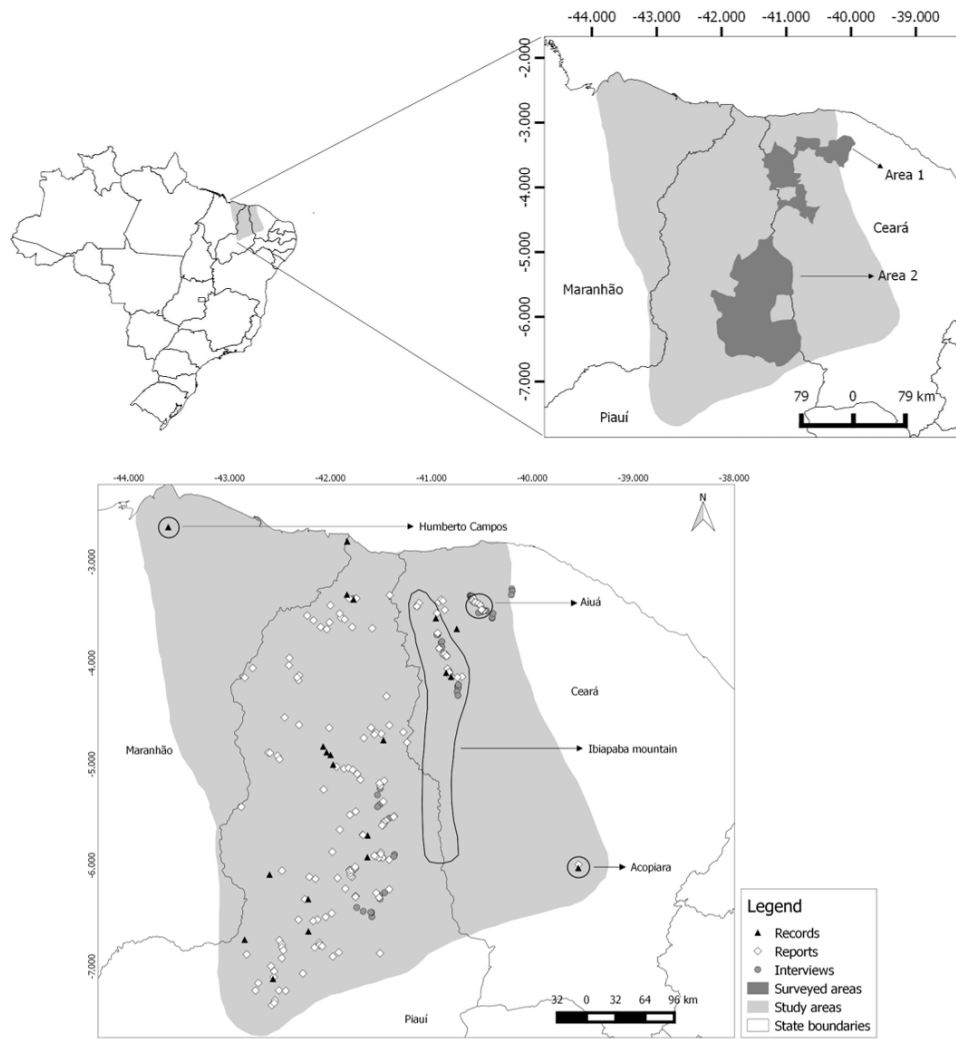 -44.000 -43.000 -42.000 -41.000 -40.000 -39.000
-2.000
-3.000
-4.000
-5.000
-6.000
-7.000
Area 1
Ceará
Area 2
Maranhão
Piauí
79 0 79 km
-44.000 -43.000 -42.000 -41.000 -40.000 -39.000 -38.000
-3.000
-4.000
-5.000
-6.000
-7.000
N
Humberto Campos
Aiuá
Ceará
Maranhão
Ibiapaba mountain
Acopiara
Piauí
32 0 32 64 96 km
Legend
Records
Reports
Interviews
Surveyed areas
Study areas
State boundaries